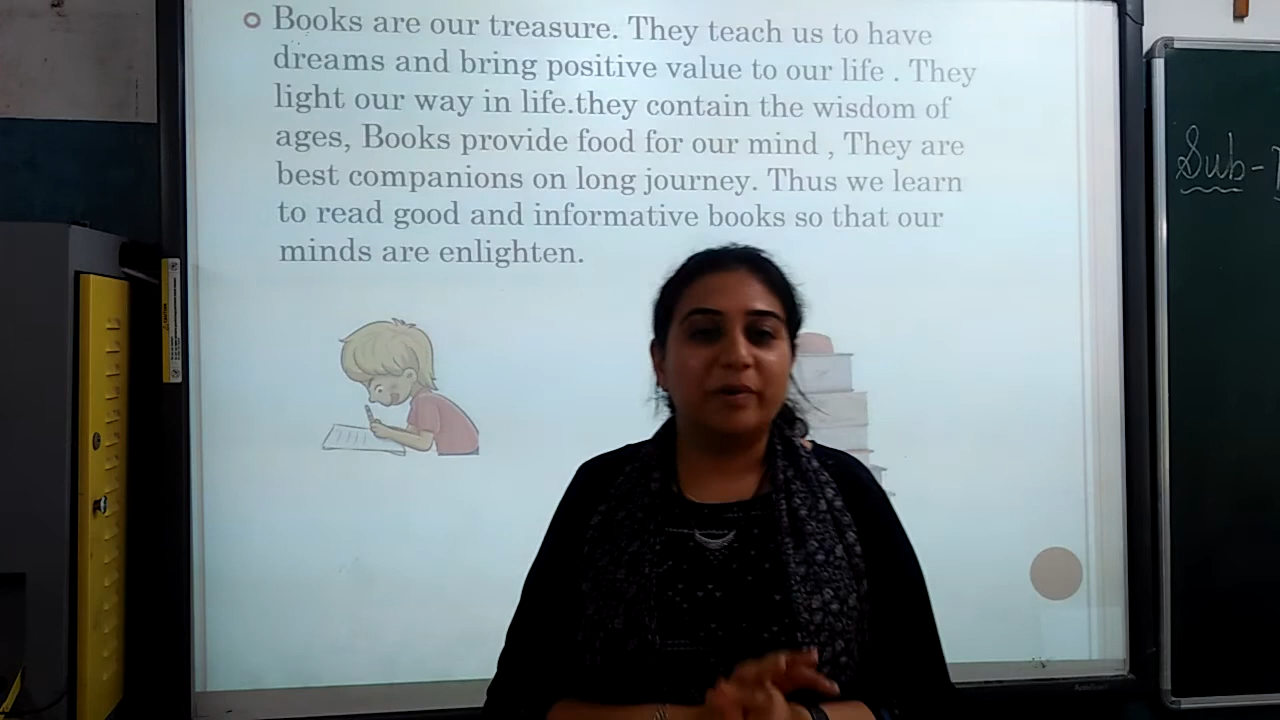 Books are our treasure. They teach us to have
dreams and bring positive value to our life . They
light our way in life.they contain the wisdom of
ages, Books provide food for our mind , They are
best companions on long journey. Thus we learn
to read good and informative books so that our
minds are enlighten.
Sub-